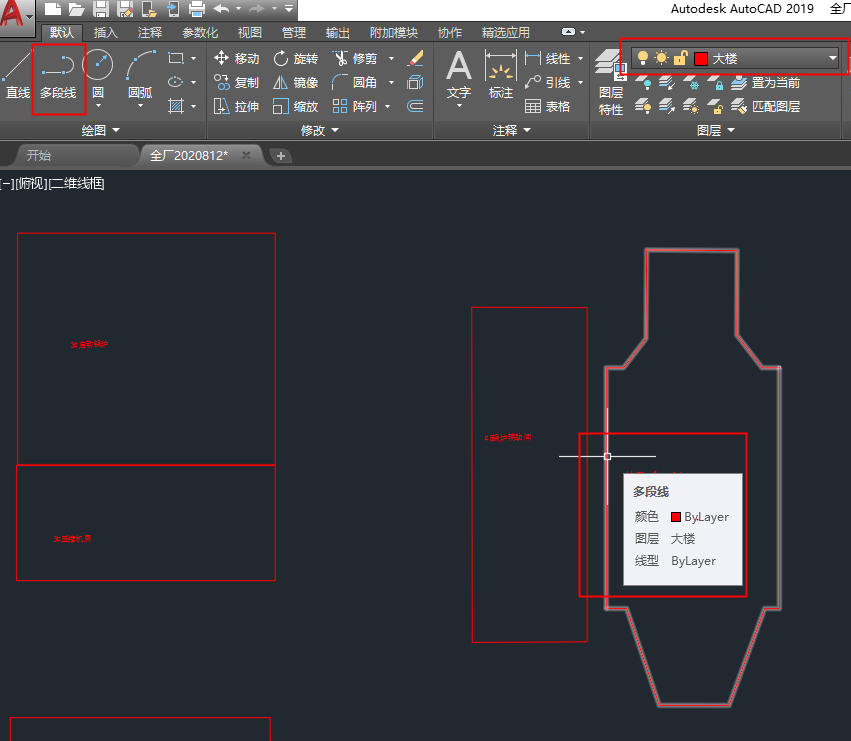 Autodesk AutoCAD 2019 全厂
默认 插入 注释 参数化 视图 管理 输出 附加模块 协作 精选应用
直线 多段线 圆 圆弧
移动 旋转 修剪
复制 镜像 圆角
拉伸 缩放 阵列
文字 标注
线性
引线
表格
图层
特性
大楼
置为当前
匹配图层
绘图 修改 注释 图层
开始 全厂2020812*
[−][俯视][二维线框]
多段线
颜色 ByLayer
图层 大楼
线型 ByLayer